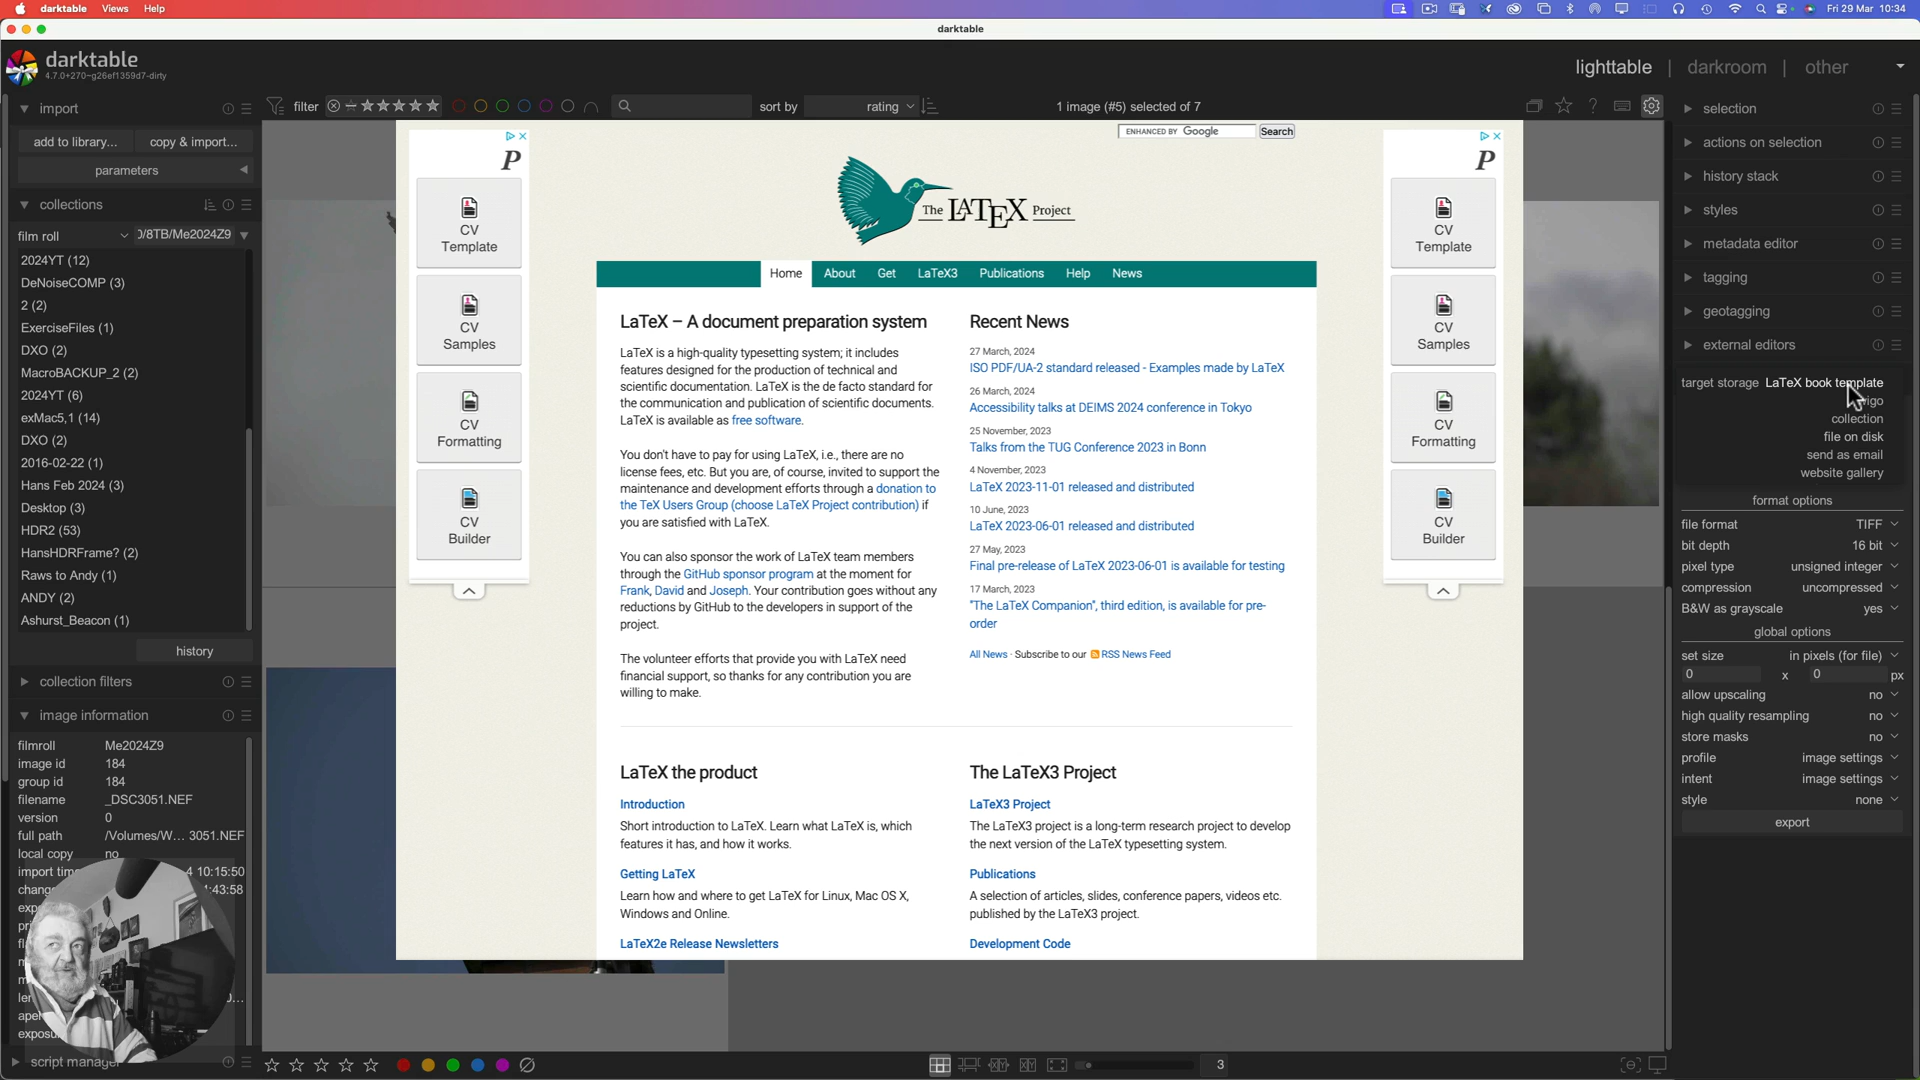 darktable Views Help
Fri 29 Mar 10:34
darktable
darktable
4.7.0+270~g26ef1359d7-dirty
lighttable | darkroom | other
import
add to library...
copy & import...
parameters
collections
film roll
)/8TB/Me2024Z9
2024YT (12)
DeNoiseCOMP (3)
2 (2)
ExerciseFiles (1)
DXO (2)
MacroBACKUP_2 (2)
2024YT (6)
exMac5,1 (14)
DXO (2)
2016-02-22 (1)
Hans Feb 2024 (3)
Desktop (3)
HDR2 (53)
HansHDRFrame? (2)
Raws to Andy (1)
ANDY (2)
Ashurst_Beacon (1)
history
collection filters
image information
filmroll Me2024Z9
image id 184
group id 184
filename _DSC3051.NEF
version 0
full path /Volumes/W... 3051.NEF
local copy no
import tim 4 10:15:50
chang :43:58
exp
script manager
filter
sort by rating
1 image (#5) selected of 7
ENHANCED BY Google
Search
P
CV
Template
CV
Samples
CV
Formatting
CV
Builder
The LATEX Project
Home About Get LaTeX3 Publications Help News
LaTeX – A document preparation system
LaTeX is a high-quality typesetting system; it includes
features designed for the production of technical and
scientific documentation. LaTeX is the de facto standard for
the communication and publication of scientific documents.
LaTeX is available as free software.
You don't have to pay for using LaTeX, i.e., there are no
license fees, etc. But you are, of course, invited to support the
maintenance and development efforts through a donation to
the TeX Users Group (choose LaTeX Project contribution) if
you are satisfied with LaTeX.
You can also sponsor the work of LaTeX team members
through the GitHub sponsor program at the moment for
Frank, David and Joseph. Your contribution goes without any
reductions by GitHub to the developers in support of the
project.
The volunteer efforts that provide you with LaTeX need
financial support, so thanks for any contribution you are
willing to make.
Recent News
27 March, 2024
ISO PDF/UA-2 standard released - Examples made by LaTeX
26 March, 2024
Accessibility talks at DEIMS 2024 conference in Tokyo
25 November, 2023
Talks from the TUG Conference 2023 in Bonn
4 November, 2023
LaTeX 2023-11-01 released and distributed
10 June, 2023
LaTeX 2023-06-01 released and distributed
27 May, 2023
Final pre-release of LaTeX 2023-06-01 is available for testing
17 March, 2023
"The LaTeX Companion", third edition, is available for pre-
order
All News · Subscribe to our RSS News Feed
LaTeX the product
Introduction
Short introduction to LaTeX. Learn what LaTeX is, which
features it has, and how it works.
Getting LaTeX
Learn how and where to get LaTeX for Linux, Mac OS X,
Windows and Online.
LaTeX2e Release Newsletters
The LaTeX3 Project
LaTeX3 Project
The LaTeX3 project is a long-term research project to develop
the next version of the LaTeX typesetting system.
Publications
A selection of articles, slides, conference papers, videos etc.
published by the LaTeX3 project.
Development Code
P
CV
Template
CV
Samples
CV
Formatting
CV
Builder
3
selection
actions on selection
history stack
styles
metadata editor
tagging
geotagging
external editors
target storage LaTeX book template
igo
collection
file on disk
send as email
website gallery
format options
file format TIFF
bit depth 16 bit
pixel type unsigned integer
compression uncompressed
B&W as grayscale yes
global options
set size in pixels (for file)
0 x 0 px
allow upscaling no
high quality resampling no
store masks no
profile image settings
intent image settings
style none
export